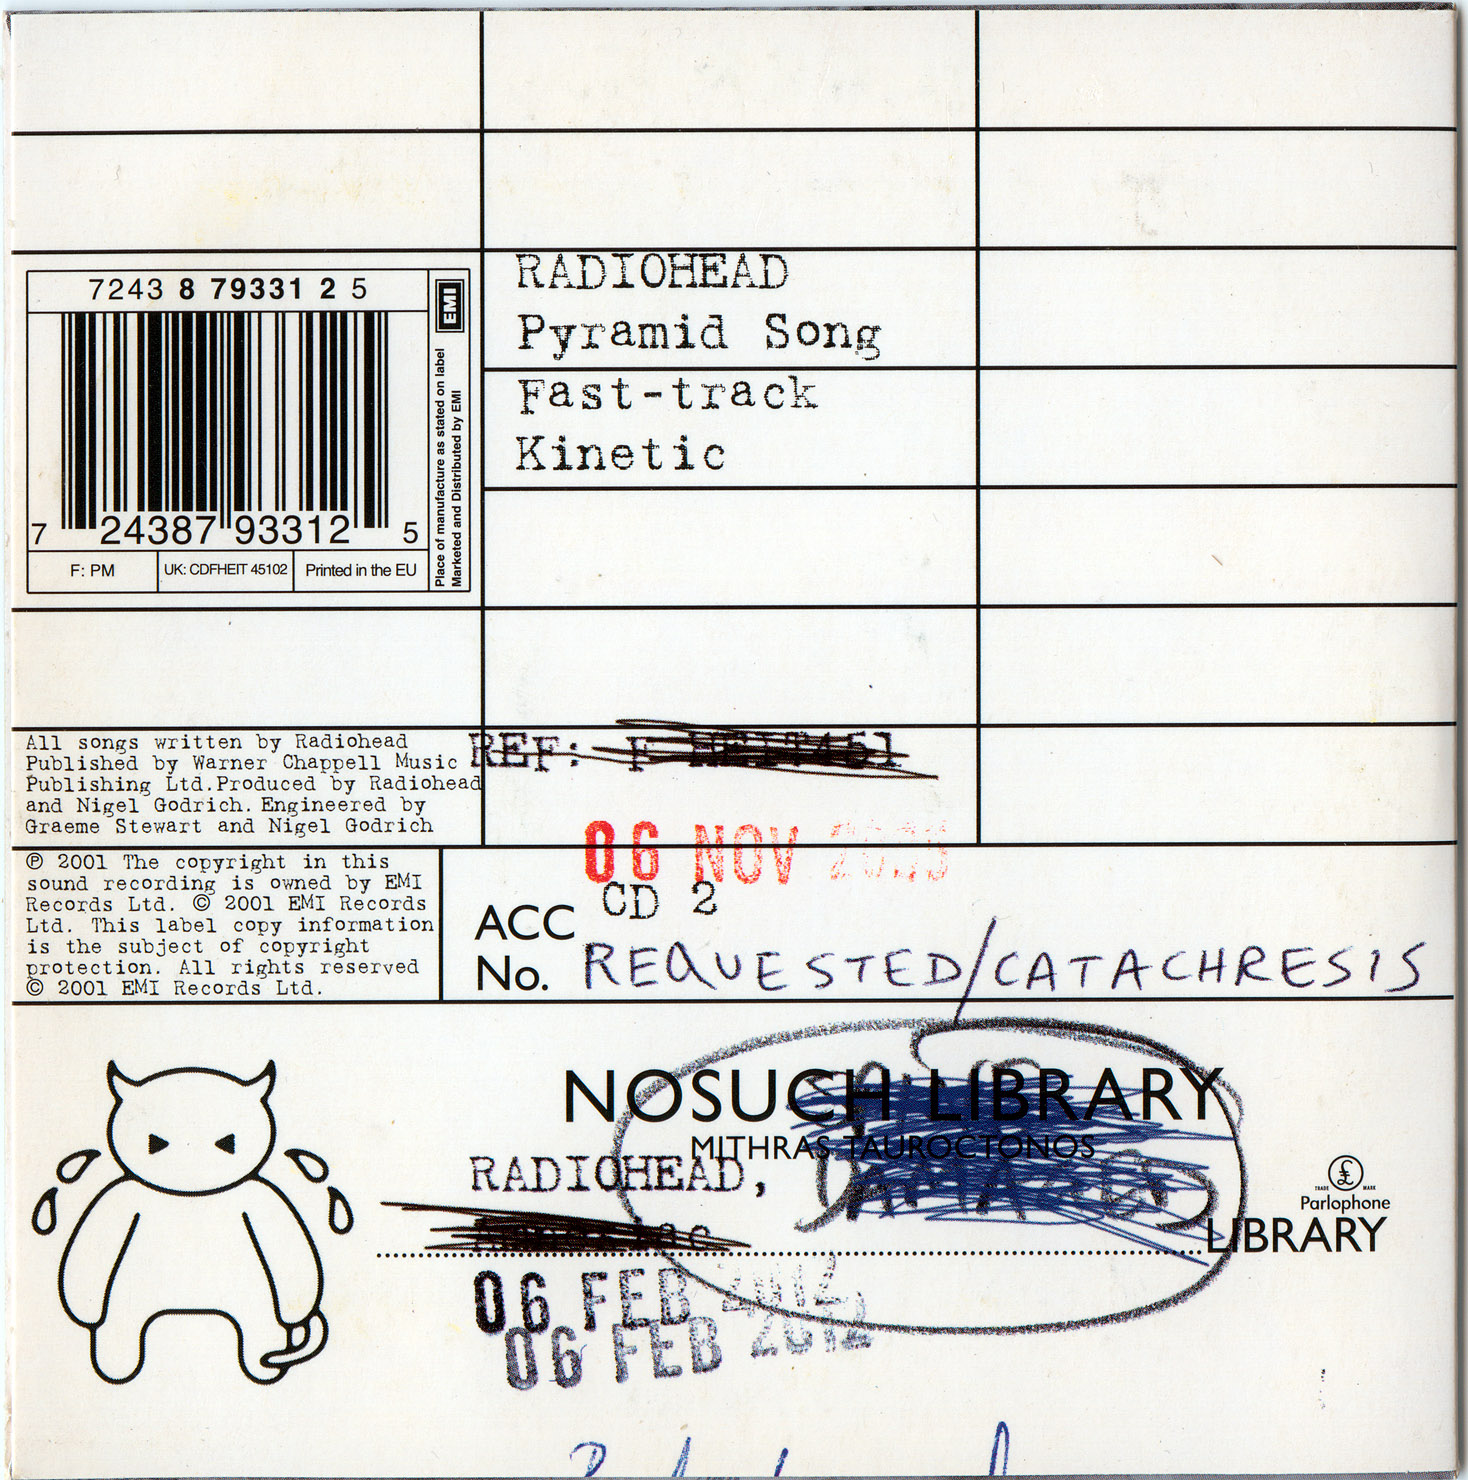 7243 8 79331 2 5
EMI
Place of manufacture as stated on label
Marketed and Distributed by EMI
7 24387 93312 5
F: PM
UK: CDFHEIT 45102
Printed in the EU
RADIOHEAD
Pyramid Song
Fast-track
Kinetic
All songs written by Radiohead
Published by Warner Chappell Music
Publishing Ltd.Produced by Radiohead
and Nigel Godrich. Engineered by
Graeme Stewart and Nigel Godrich
REF: F HEIT451
06 NOV
℗ 2001 The copyright in this
sound recording is owned by EMI
Records Ltd. © 2001 EMI Records
Ltd. This label copy information
is the subject of copyright
protection. All rights reserved
© 2001 EMI Records Ltd.
CD 2
ACC
No. REQUESTED/CATACHRESIS
NOSUCH LIBRARY
MITHRAS TAUROCTONOS
RADIOHEAD,
TRADE MARK
Parlophone
LIBRARY
06 FEB 2012
06 FEB 2012